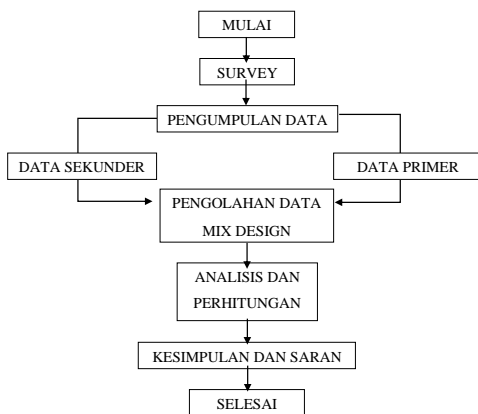 MULAI
SURVEY
PENGUMPULAN DATA
DATA SEKUNDER
DATA PRIMER
PENGOLAHAN DATA
MIX DESIGN
ANALISIS DAN
PERHITUNGAN
KESIMPULAN DAN SARAN
SELESAI